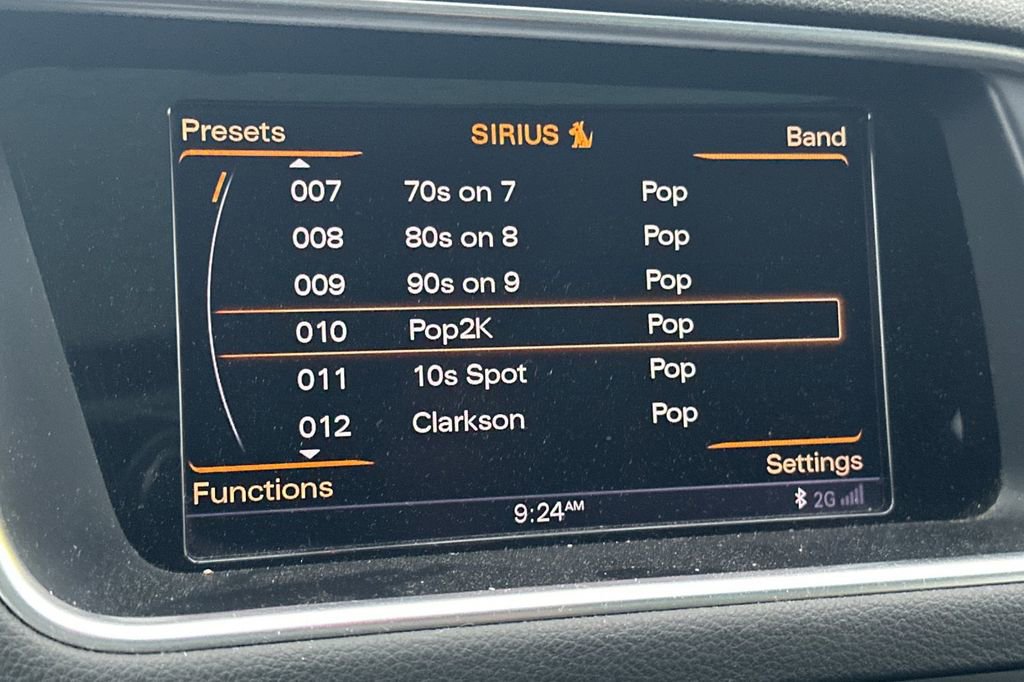 Presets SIRIUS Band
007 70s on 7 Pop
008 80s on 8 Pop
009 90s on 9 Pop
010 Pop2K Pop
011 10s Spot Pop
012 Clarkson Pop
Settings
Functions
9:24AM 2G